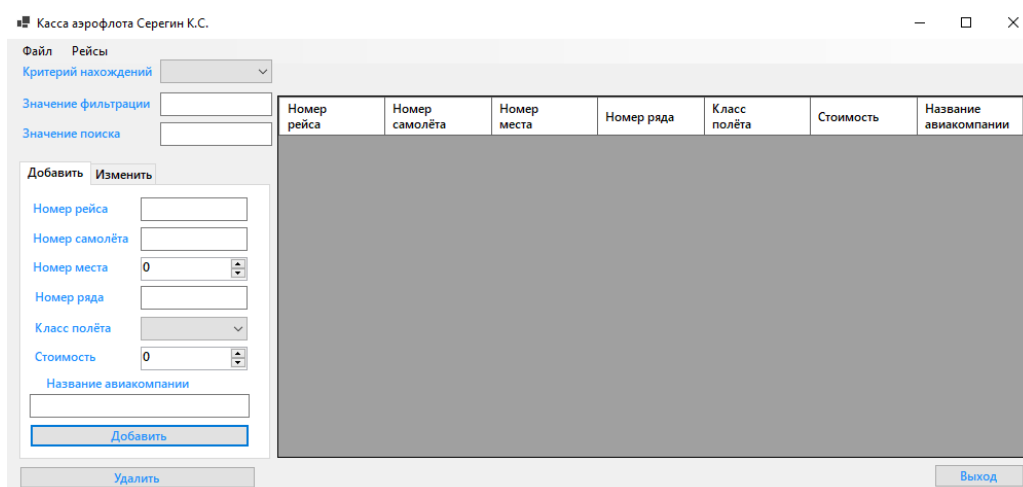 Касса аэрофлота Серегин К.С.
Файл Рейсы
Критерий нахождений
Значение фильтрации
Значение поиска
Добавить Изменить
Номер рейса
Номер самолёта
Номер места 0
Номер ряда
Класс полёта
Стоимость 0
Название авиакомпании
Добавить
Удалить
Номер
рейса
Номер
самолёта
Номер
места
Номер ряда
Класс
полёта
Стоимость
Название
авиакомпании
Выход